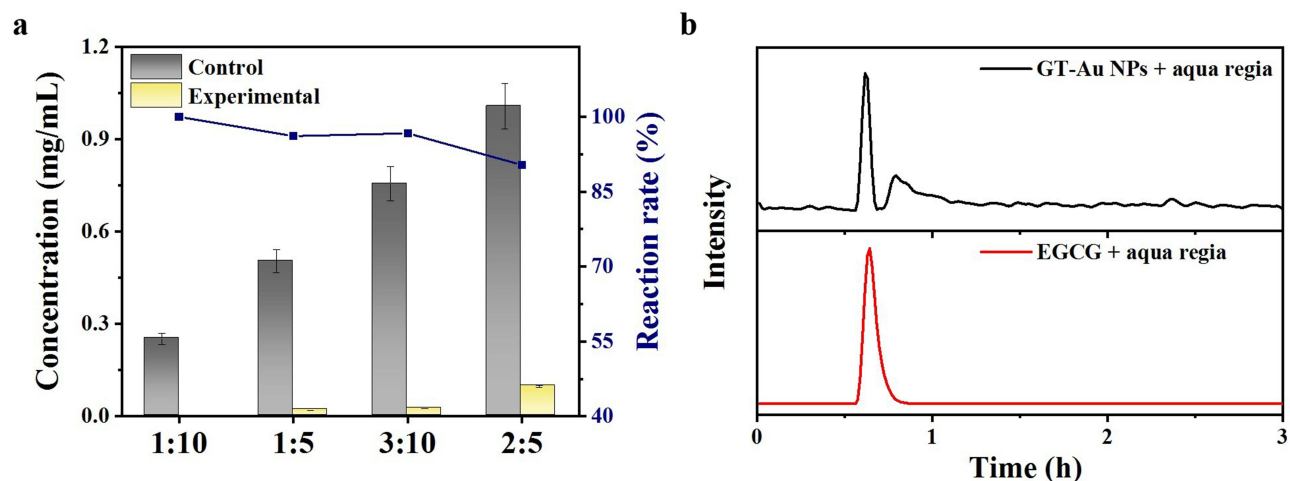 a
Concentration (mg/mL)
1.2
0.9
0.6
0.3
0.0
Control
Experimental
1:10
1:5
3:10
2:5
100
85
70
55
40
Reaction rate (%)
b
Intensity
GT-Au NPs + aqua regia
EGCG + aqua regia
0
1
2
3
Time (h)